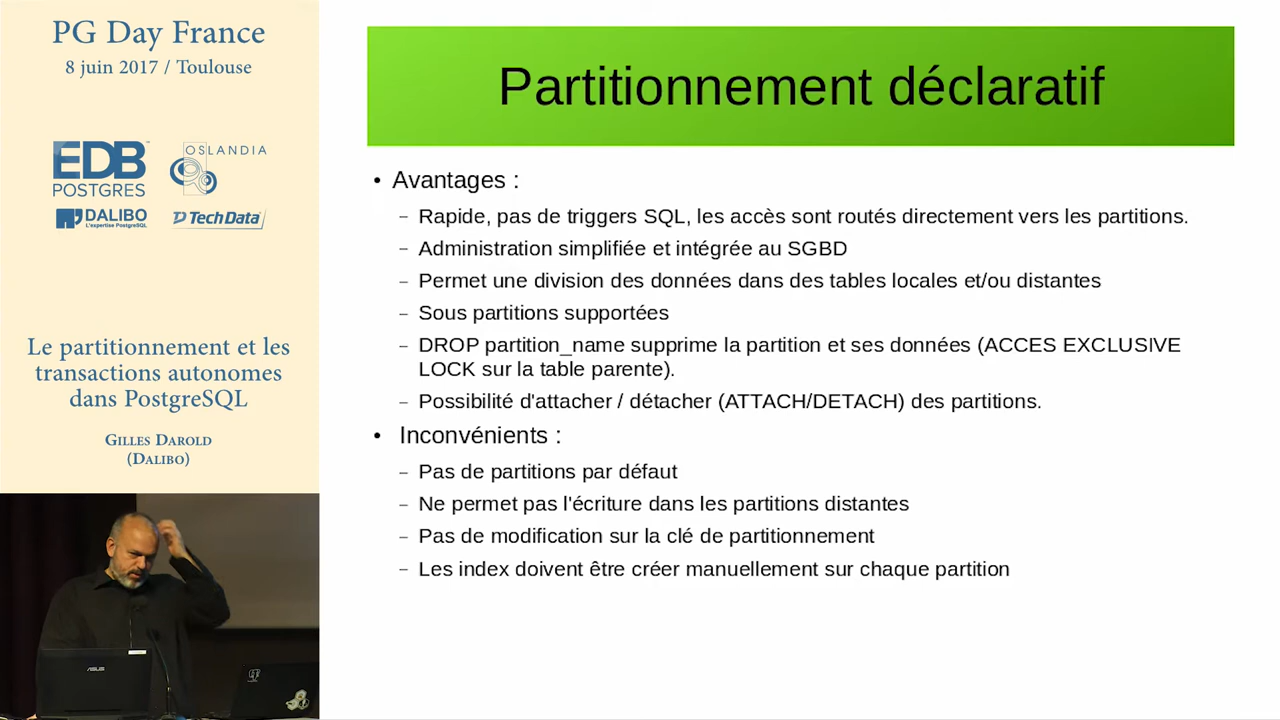 PG Day France
8 juin 2017 / Toulouse
EDB
POSTGRES
OSLANDIA
DALIBO
L'expertise PostgreSQL
TechData
Le partitionnement et les
transactions autonomes
dans PostgreSQL
Gilles Darold
(Dalibo)
ASUS
Partitionnement déclaratif
• Avantages :
– Rapide, pas de triggers SQL, les accès sont routés directement vers les partitions.
– Administration simplifiée et intégrée au SGBD
– Permet une division des données dans des tables locales et/ou distantes
– Sous partitions supportées
– DROP partition_name supprime la partition et ses données (ACCES EXCLUSIVE
LOCK sur la table parente).
– Possibilité d'attacher / détacher (ATTACH/DETACH) des partitions.
• Inconvénients :
– Pas de partitions par défaut
– Ne permet pas l'écriture dans les partitions distantes
– Pas de modification sur la clé de partitionnement
– Les index doivent être créer manuellement sur chaque partition